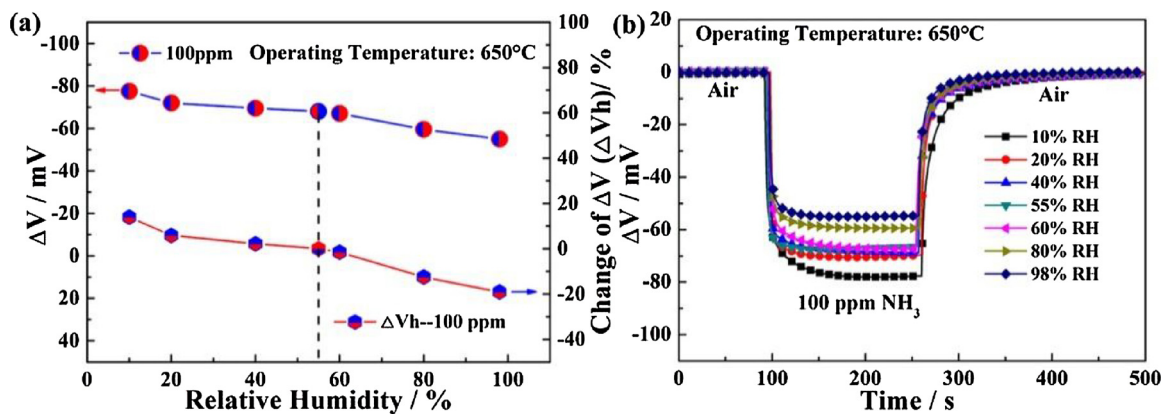 (a)
100ppm
Operating Temperature: 650°C
ΔVh--100 ppm
-100
-80
-60
-40
-20
0
20
40
ΔV / mV
100
80
60
40
20
0
-20
-40
Change of ΔV (ΔVh)/ %
0 20 40 60 80 100
Relative Humidity / %
(b)
Operating Temperature: 650°C
Air
Air
10% RH
20% RH
40% RH
55% RH
60% RH
80% RH
98% RH
100 ppm NH3
20
0
-20
-40
-60
-80
-100
ΔV / mV
0 100 200 300 400 500
Time / s